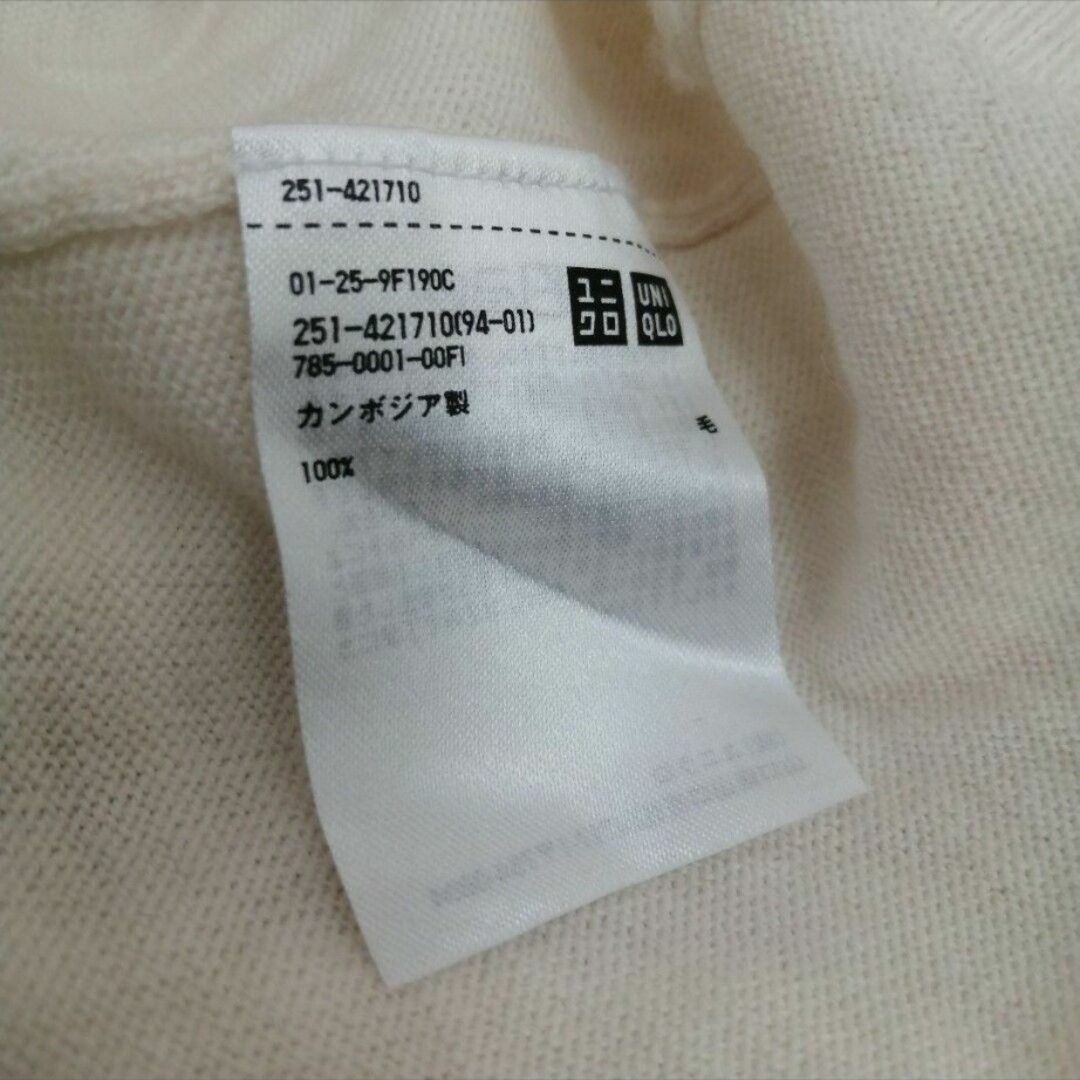 251-421710
01-25-9F190C
251-421710(94-01)
785-0001-00F1
カンボジア製
毛
100%
ユニ
クロ
UNI
QLO